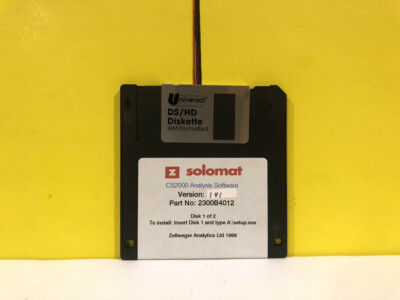 Universal
DS/HD
Diskette
IBM Formatted
Z solomat
CS2000 Analysis Software
Version:
Part No: 2300B4012
Disk 1 of 2
To install: Insert Disk 1 and type A:\setup.exe
Zellweger Analytics Ltd 1999